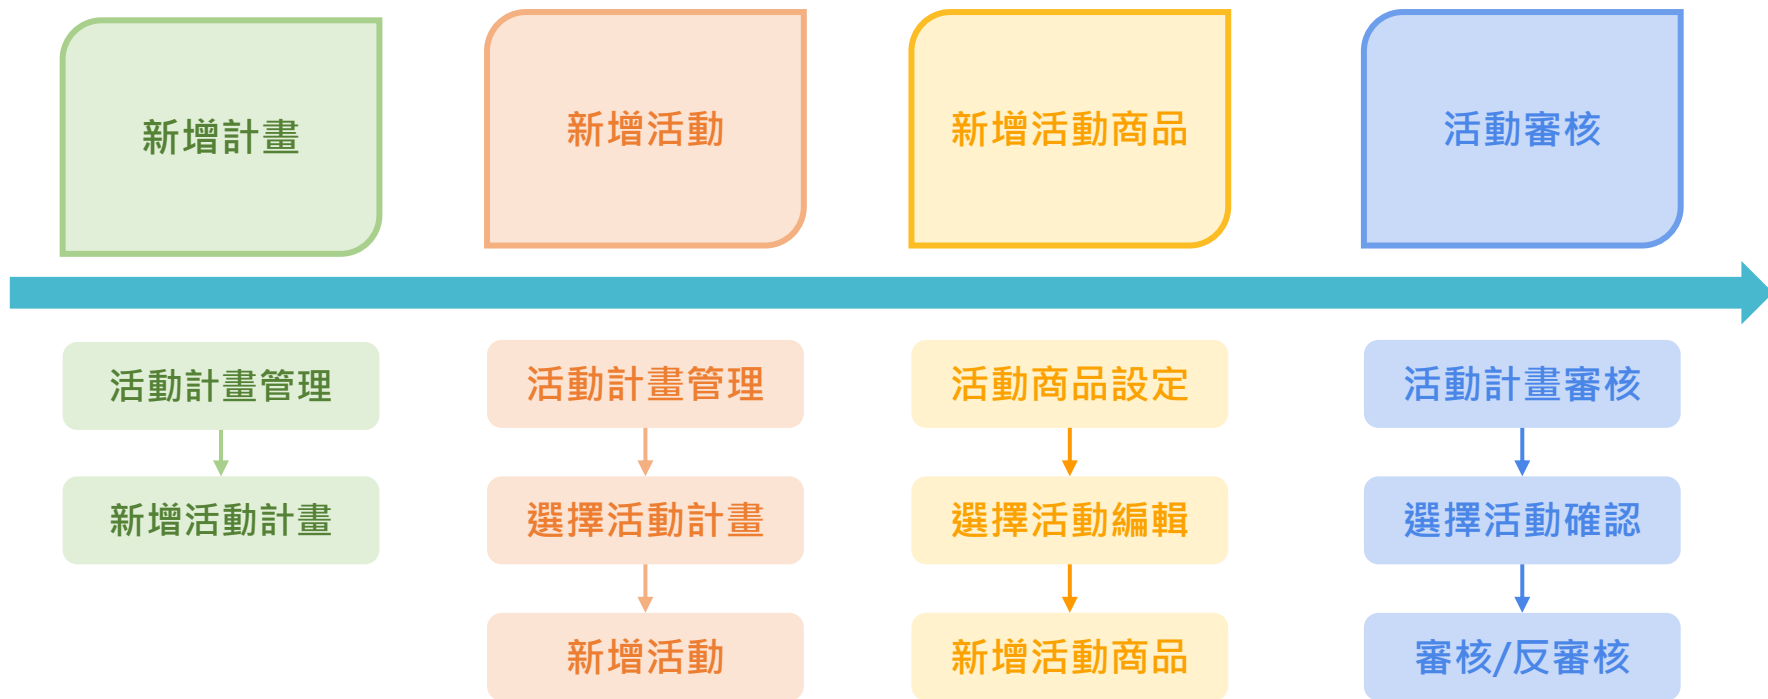 新增計畫
新增活動
新增活動商品
活動審核
活動計畫管理
新增活動計畫
活動計畫管理
選擇活動計畫
新增活動
活動商品設定
選擇活動編輯
新增活動商品
活動計畫審核
選擇活動確認
審核/反審核